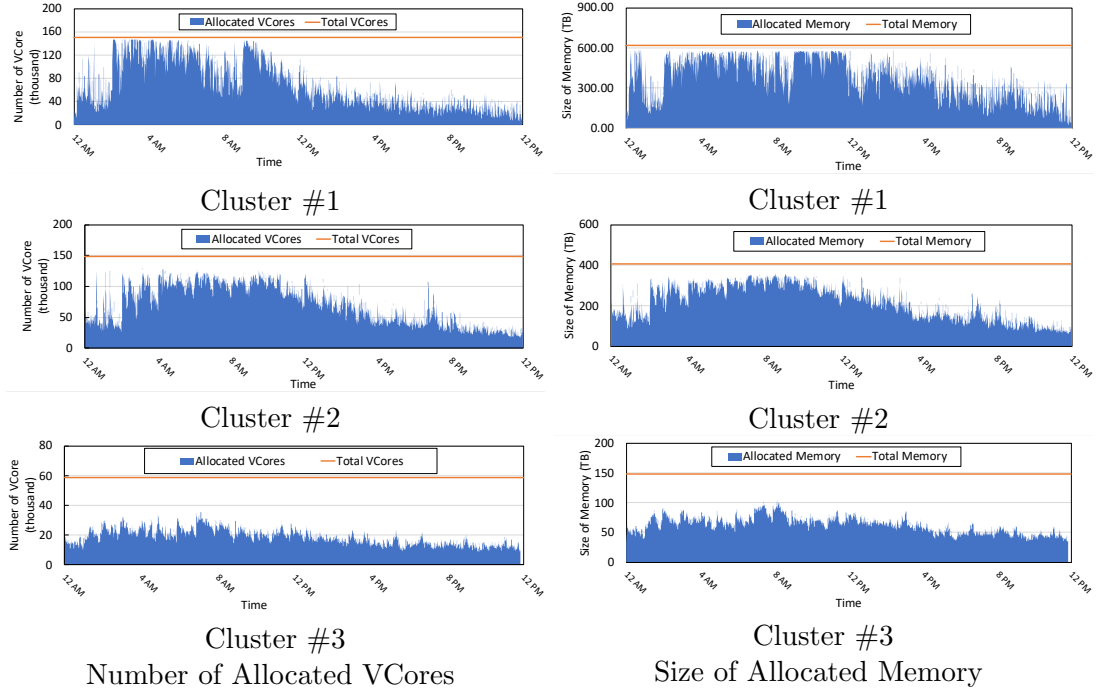 Allocated VCores Total VCores
Number of VCore
(thousand)
200
160
120
80
40
0
12 AM 4 AM 8 AM 12 PM 4 PM 8 PM 12 PM
Time
Cluster #1
Allocated Memory Total Memory
Size of Memory (TB)
900.00
600.00
300.00
0.00
12 AM 4 AM 8 AM 12 PM 4 PM 8 PM 12 PM
Time
Cluster #1
Allocated VCores Total VCores
Number of VCore
(thousand)
200
150
100
50
0
12 AM 4 AM 8 AM 12 PM 4 PM 8 PM 12 PM
Time
Cluster #2
Allocated Memory Total Memory
Size of Memory (TB)
600
400
200
0
12 AM 4 AM 8 AM 12 PM 4 PM 8 PM 12 PM
Time
Cluster #2
Allocated VCores Total VCores
Number of VCore
(thousand)
80
60
40
20
0
12 AM 4 AM 8 AM 12 PM 4 PM 8 PM 12 PM
Time
Cluster #3
Number of Allocated VCores
Allocated Memory Total Memory
Size of Memory (TB)
200
150
100
50
0
12 AM 4 AM 8 AM 12 PM 4 PM 8 PM 12 PM
Time
Cluster #3
Size of Allocated Memory